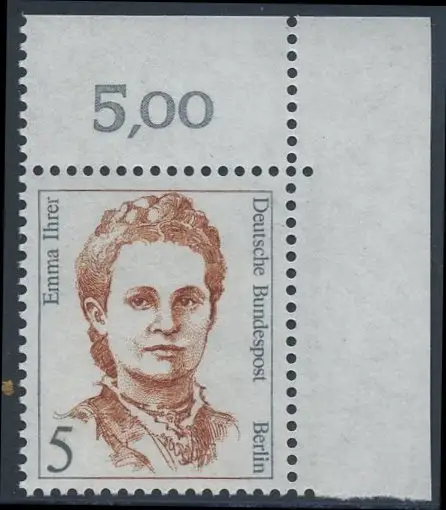 5,00
Emma Ihrer
Deutsche Bundespost Berlin
5